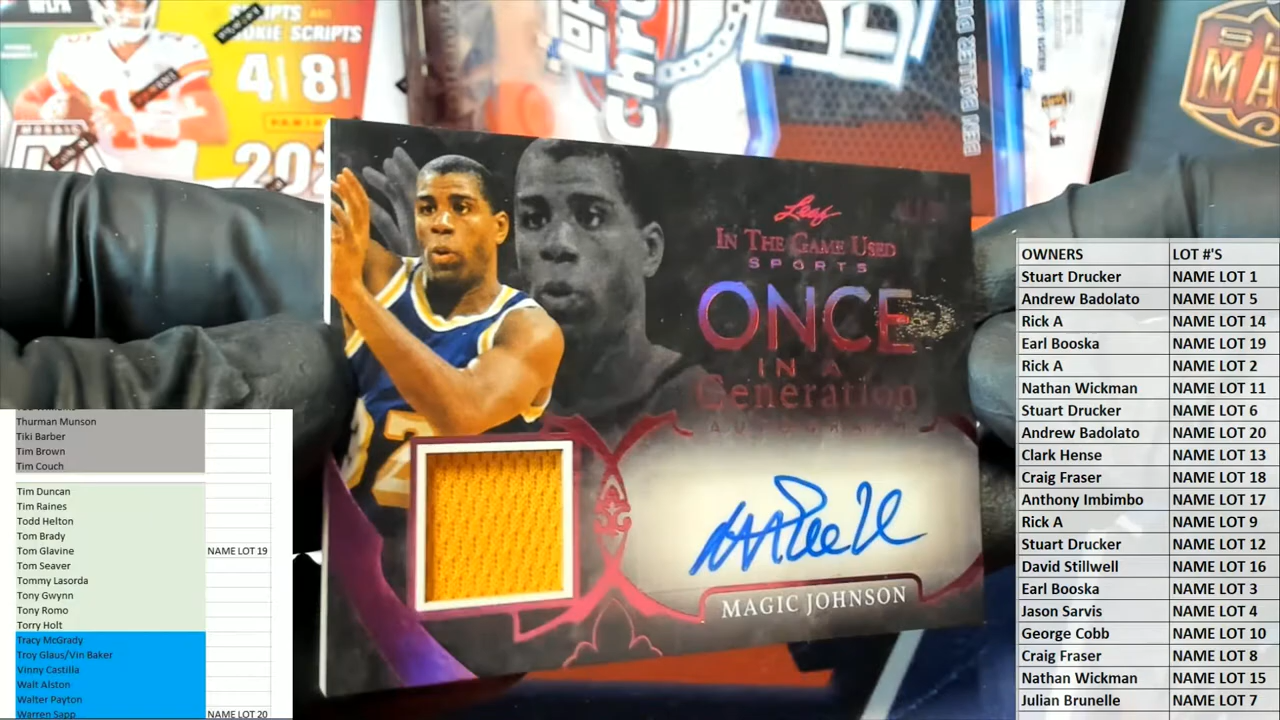 SCRIPTS AND
ROOKIE SCRIPTS
4 8
PANINI
MOSAIC
Topps
Chrome
BEN BALLER
Leaf
IN THE GAME USED
SPORTS
ONCE
IN A
Generation
AUTOGRAPH
32
MAGIC JOHNSON
Thurman Munson
Tiki Barber
Tim Brown
Tim Couch
Tim Duncan
Tim Raines
Todd Helton
Tom Brady
Tom Glavine NAME LOT 19
Tom Seaver
Tommy Lasorda
Tony Gwynn
Tony Romo
Torry Holt
Tracy McGrady
Troy Glaus/Vin Baker
Vinny Castilla
Walt Alston
Walter Payton
Warren Sapp NAME LOT 20
OWNERS LOT #'S
Stuart Drucker NAME LOT 1
Andrew Badolato NAME LOT 5
Rick A NAME LOT 14
Earl Booska NAME LOT 19
Rick A NAME LOT 2
Nathan Wickman NAME LOT 11
Stuart Drucker NAME LOT 6
Andrew Badolato NAME LOT 20
Clark Hense NAME LOT 13
Craig Fraser NAME LOT 18
Anthony Imbimbo NAME LOT 17
Rick A NAME LOT 9
Stuart Drucker NAME LOT 12
David Stillwell NAME LOT 16
Earl Booska NAME LOT 3
Jason Sarvis NAME LOT 4
George Cobb NAME LOT 10
Craig Fraser NAME LOT 8
Nathan Wickman NAME LOT 15
Julian Brunelle NAME LOT 7